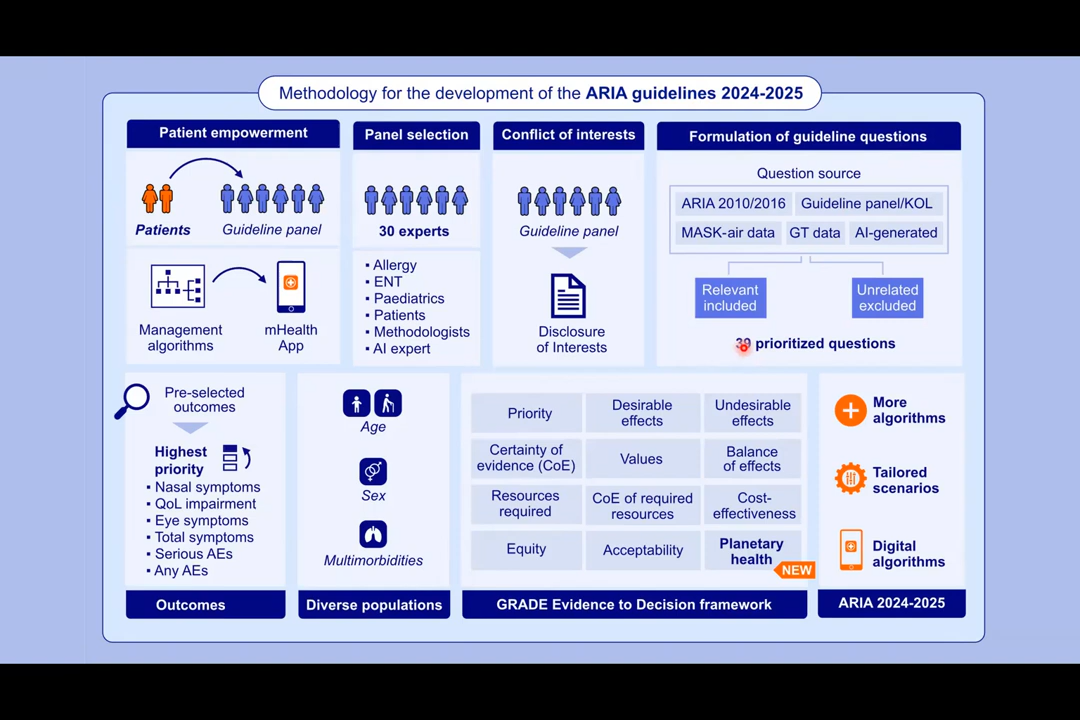 Methodology for the development of the ARIA guidelines 2024-2025
Patient empowerment
Patients
Guideline panel
Management
algorithms
mHealth
App
Panel selection
30 experts
▪ Allergy
▪ ENT
▪ Paediatrics
▪ Patients
▪ Methodologists
▪ AI expert
Conflict of interests
Guideline panel
Disclosure
of Interests
Formulation of guideline questions
Question source
ARIA 2010/2016
Guideline panel/KOL
MASK-air data
GT data
AI-generated
Relevant
included
Unrelated
excluded
prioritized questions
Pre-selected
outcomes
Highest
priority
▪ Nasal symptoms
▪ QoL impairment
▪ Eye symptoms
▪ Total symptoms
▪ Serious AEs
▪ Any AEs
Outcomes
Age
Sex
Multimorbidities
Diverse populations
Priority
Desirable
effects
Undesirable
effects
Certainty of
evidence (CoE)
Values
Balance
of effects
Resources
required
CoE of required
resources
Cost-
effectiveness
Equity
Acceptability
Planetary
health
NEW
GRADE Evidence to Decision framework
More
algorithms
Tailored
scenarios
Digital
algorithms
ARIA 2024-2025